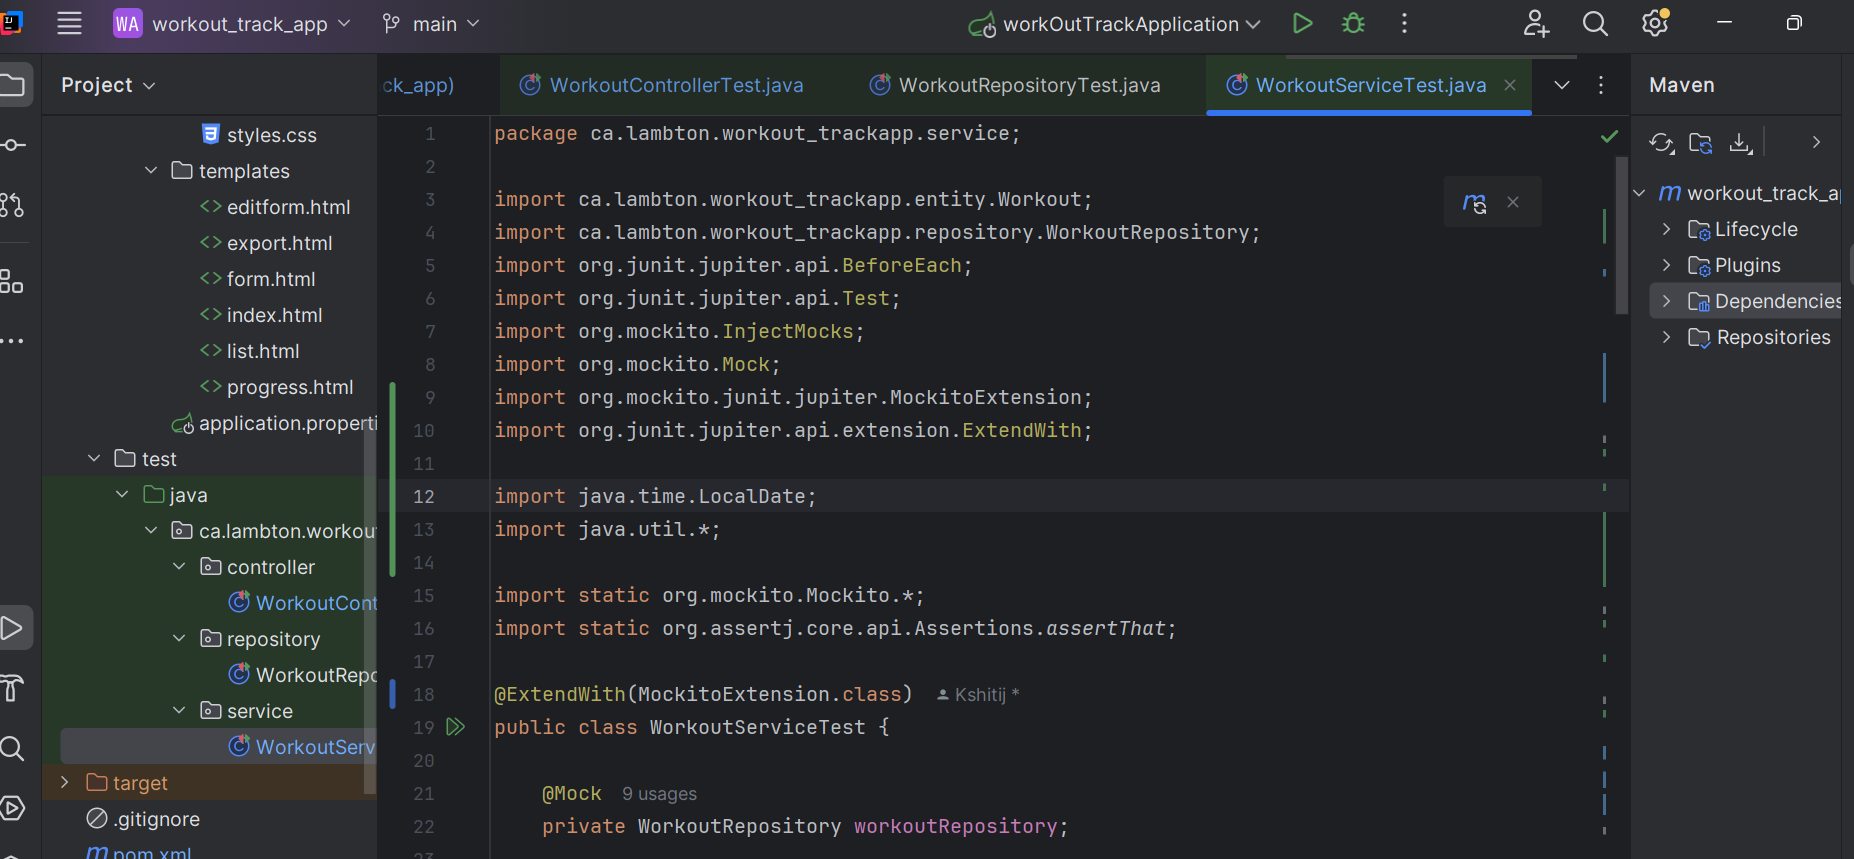 WA workout_track_app main workOutTrackApplication
Project
ck_app) WorkoutControllerTest.java WorkoutRepositoryTest.java WorkoutServiceTest.java
Maven
styles.css
templates
editform.html
export.html
form.html
index.html
list.html
progress.html
application.properti
test
java
ca.lambton.workou
controller
WorkoutCont
repository
WorkoutRepo
service
WorkoutServ
target
.gitignore
pom.xml
1 package ca.lambton.workout_trackapp.service;
2
3 import ca.lambton.workout_trackapp.entity.Workout;
4 import ca.lambton.workout_trackapp.repository.WorkoutRepository;
5 import org.junit.jupiter.api.BeforeEach;
6 import org.junit.jupiter.api.Test;
7 import org.mockito.InjectMocks;
8 import org.mockito.Mock;
9 import org.mockito.junit.jupiter.MockitoExtension;
10 import org.junit.jupiter.api.extension.ExtendWith;
11
12 import java.time.LocalDate;
13 import java.util.*;
14
15 import static org.mockito.Mockito.*;
16 import static org.assertj.core.api.Assertions.assertThat;
17
18 @ExtendWith(MockitoExtension.class) Kshitij *
19 public class WorkoutServiceTest {
20
21 @Mock 9 usages
22 private WorkoutRepository workoutRepository;
23
m workout_track_a
Lifecycle
Plugins
Dependencies
Repositories